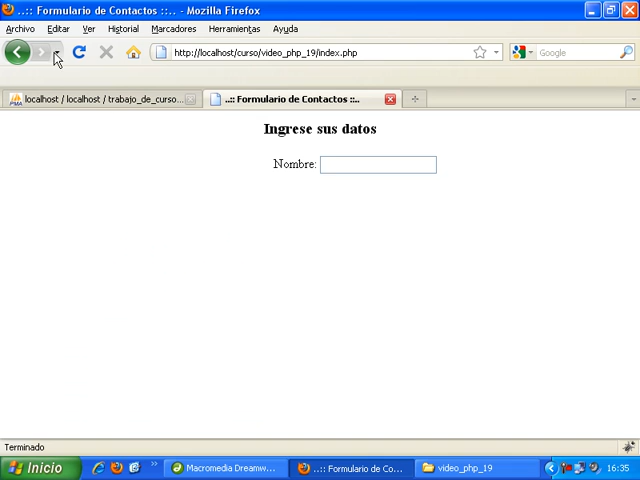 ..:: Formulario de Contactos ::.. - Mozilla Firefox
Archivo Editar Ver Historial Marcadores Herramientas Ayuda
http://localhost/curso/video_php_19/index.php
Google
localhost / localhost / trabajo_de_curso...
..:: Formulario de Contactos ::..
Ingrese sus datos
Nombre:
Terminado
Inicio
Macromedia Dreamw...
..:: Formulario de Co...
video_php_19
16:35